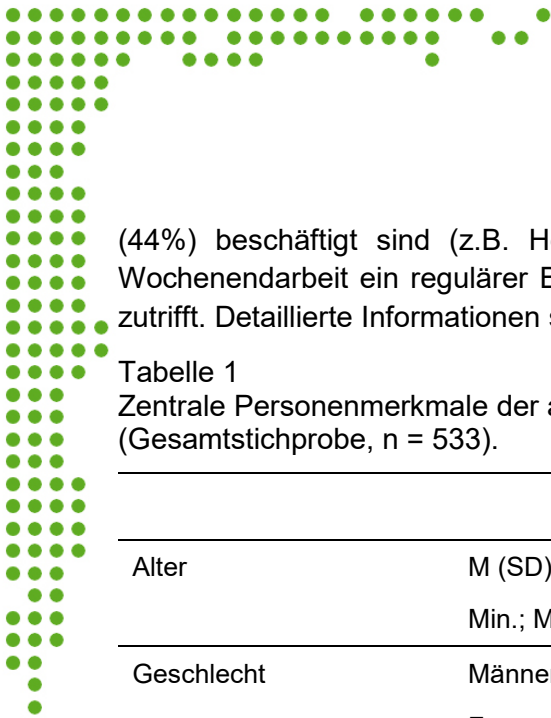 (44%) beschäftigt sind (z.B.
Wochenendarbeit ein regulärer
zutrifft. Detaillierte Informationen
Tabelle 1
Zentrale Personenmerkmale der
(Gesamtstichprobe, n = 533).
Alter M (SD)
Min.;
Geschlecht